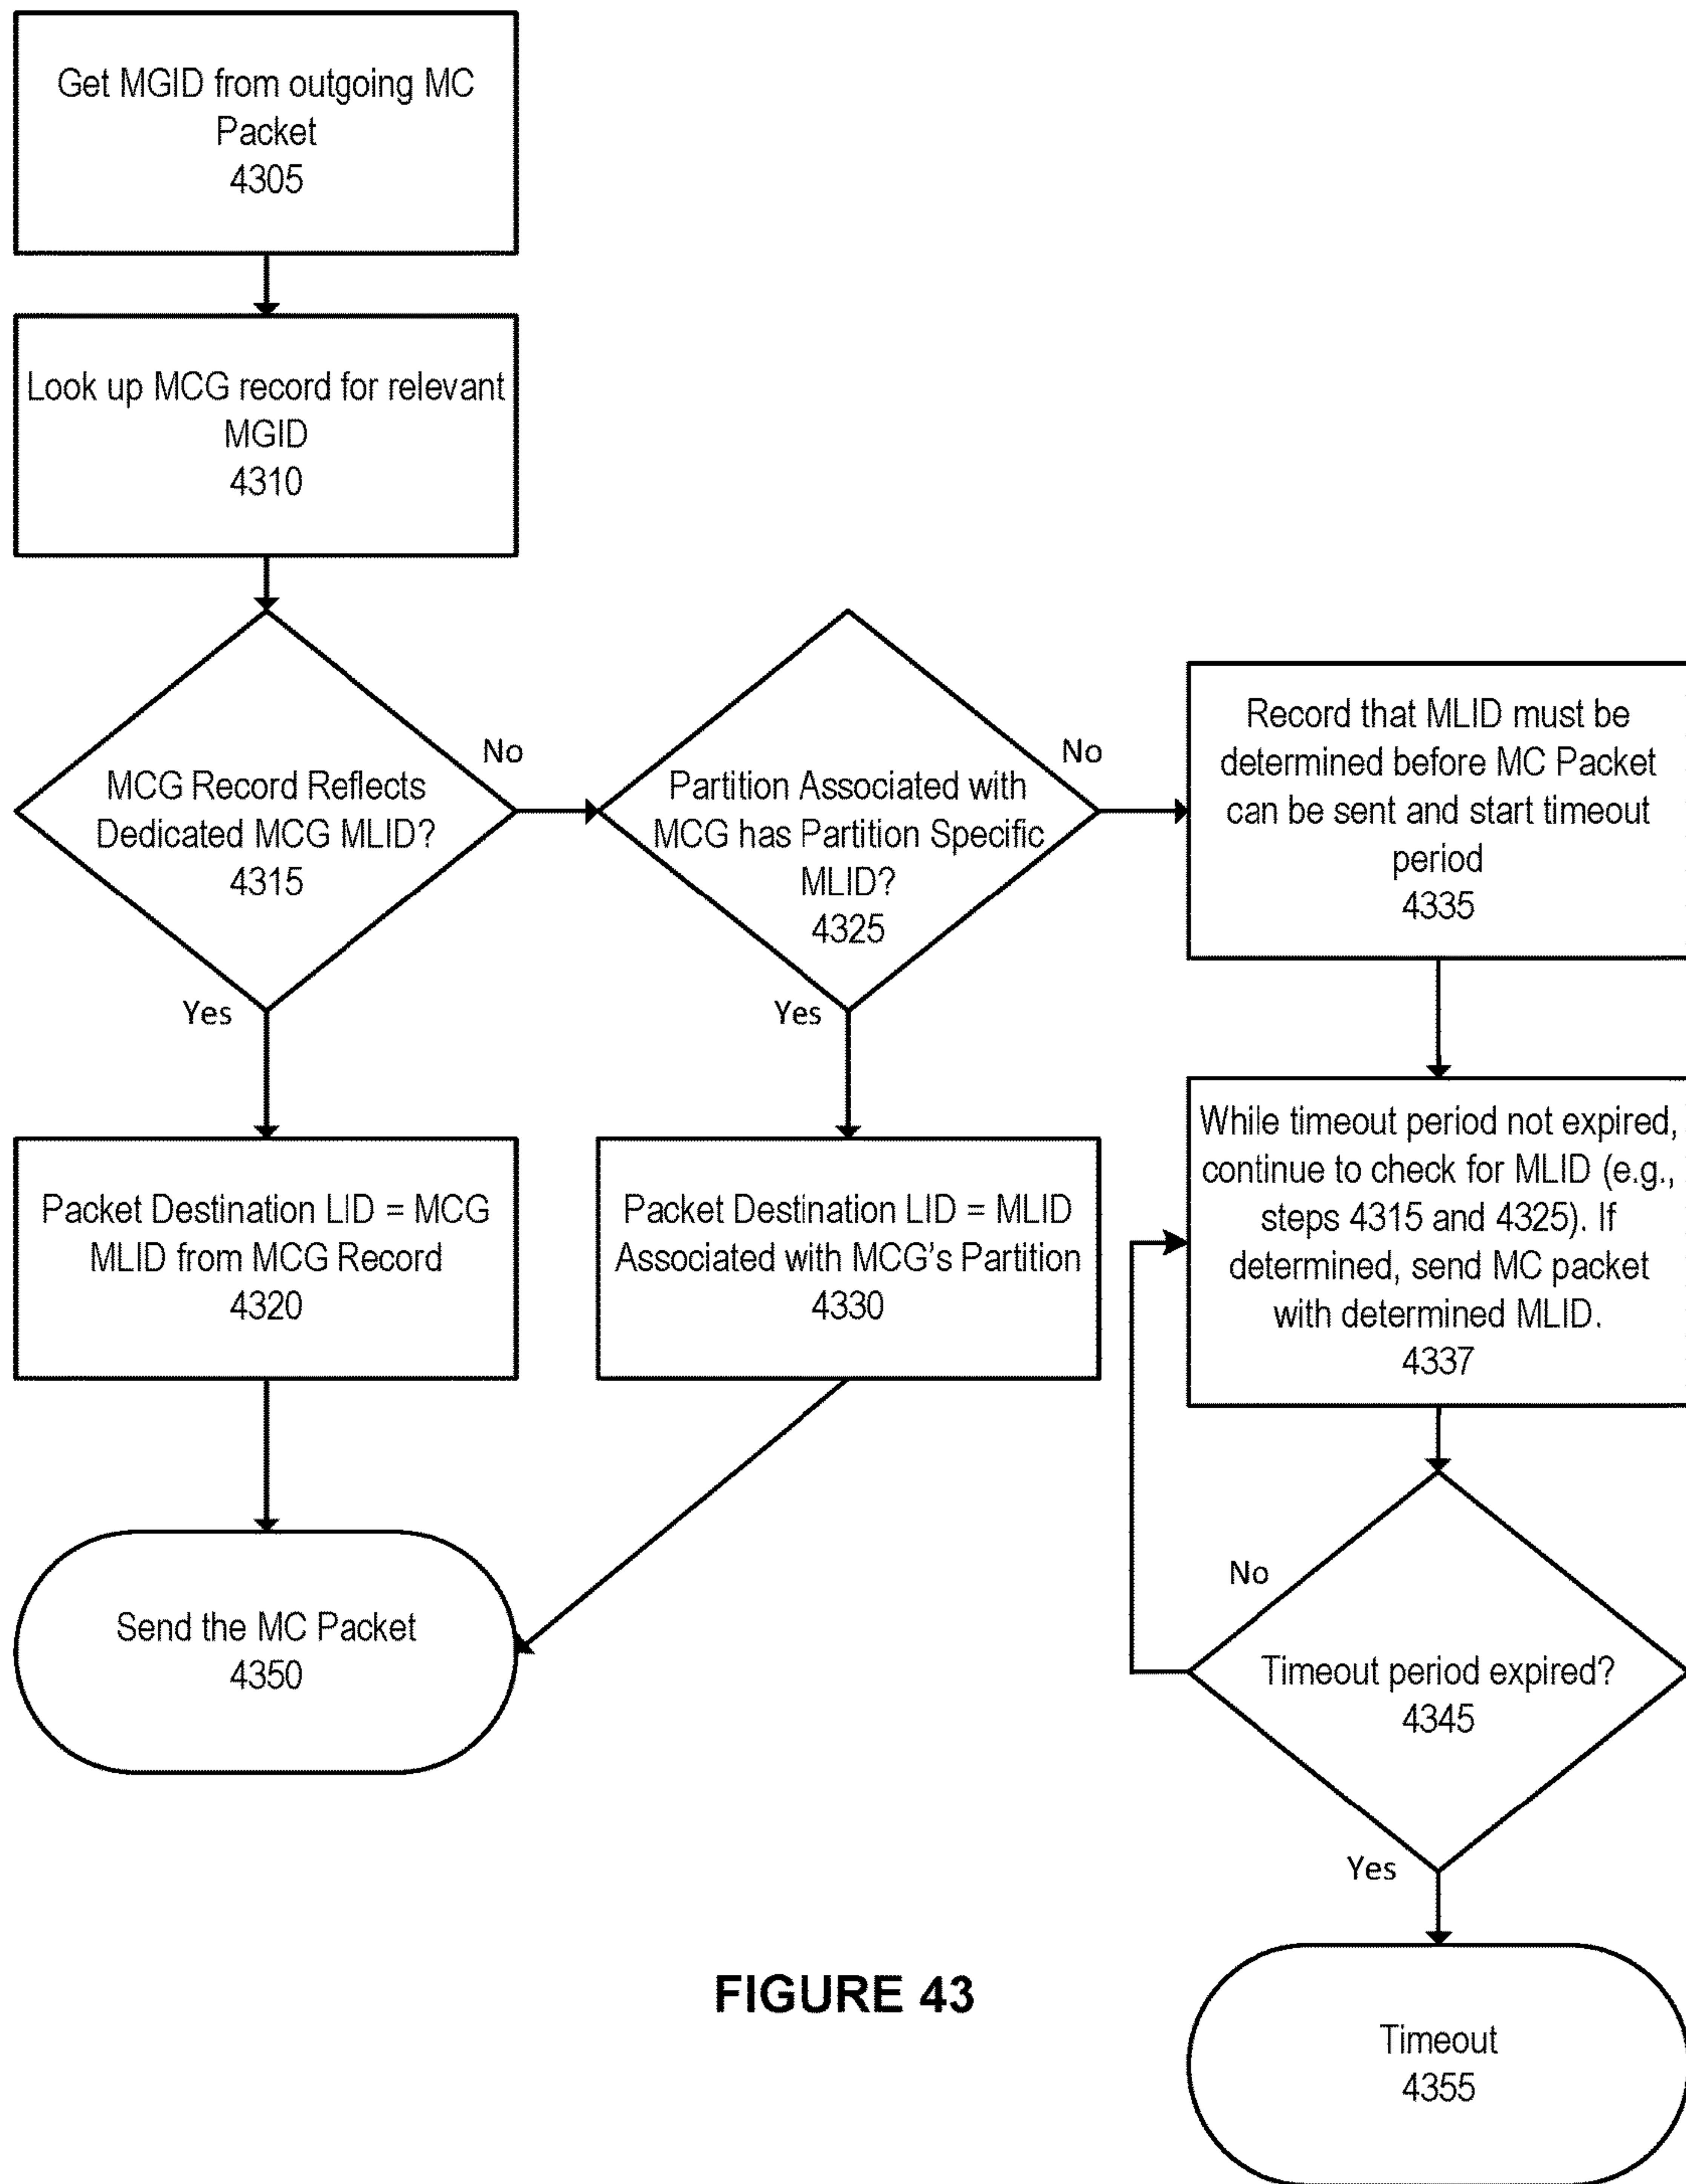 Get MGID from outgoing MC
Packet
4305
Look up MCG record for relevant
MGID
4310
MCG Record Reflects
Dedicated MCG MLID?
4315
No
Yes
Partition Associated with
MCG has Partition Specific
MLID?
4325
No
Yes
Record that MLID must be
determined before MC Packet
can be sent and start timeout
period
4335
Packet Destination LID = MCG
MLID from MCG Record
4320
Packet Destination LID = MLID
Associated with MCG's Partition
4330
While timeout period not expired,
continue to check for MLID (e.g.,
steps 4315 and 4325). If
determined, send MC packet
with determined MLID.
4337
Send the MC Packet
4350
No
Timeout period expired?
4345
Yes
Timeout
4355
FIGURE 43